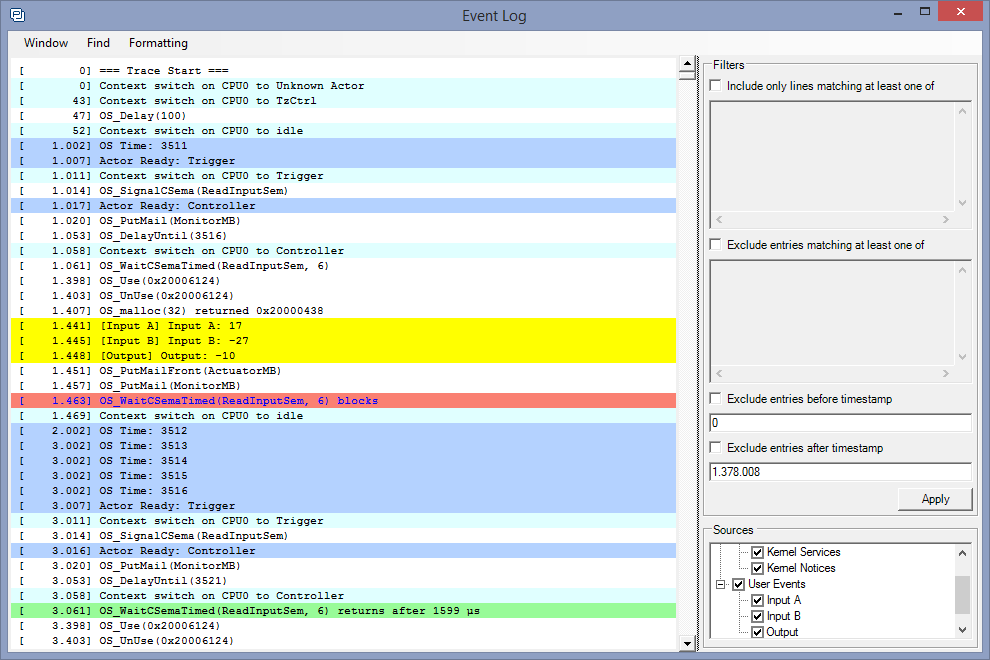 Event Log
Window Find Formatting
[ 0] === Trace Start ===
[ 0] Context switch on CPU0 to Unknown Actor
[ 43] Context switch on CPU0 to TzCtrl
[ 47] OS_Delay(100)
[ 52] Context switch on CPU0 to idle
[ 1.002] OS Time: 3511
[ 1.007] Actor Ready: Trigger
[ 1.011] Context switch on CPU0 to Trigger
[ 1.014] OS_SignalCSema(ReadInputSem)
[ 1.017] Actor Ready: Controller
[ 1.020] OS_PutMail(MonitorMB)
[ 1.053] OS_DelayUntil(3516)
[ 1.058] Context switch on CPU0 to Controller
[ 1.061] OS_WaitCSemaTimed(ReadInputSem, 6)
[ 1.398] OS_Use(0x20006124)
[ 1.403] OS_UnUse(0x20006124)
[ 1.407] OS_malloc(32) returned 0x20000438
[ 1.441] [Input A] Input A: 17
[ 1.445] [Input B] Input B: -27
[ 1.448] [Output] Output: -10
[ 1.451] OS_PutMailFront(ActuatorMB)
[ 1.457] OS_PutMail(MonitorMB)
[ 1.463] OS_WaitCSemaTimed(ReadInputSem, 6) blocks
[ 1.469] Context switch on CPU0 to idle
[ 2.002] OS Time: 3512
[ 3.002] OS Time: 3513
[ 3.002] OS Time: 3514
[ 3.002] OS Time: 3515
[ 3.002] OS Time: 3516
[ 3.007] Actor Ready: Trigger
[ 3.011] Context switch on CPU0 to Trigger
[ 3.014] OS_SignalCSema(ReadInputSem)
[ 3.016] Actor Ready: Controller
[ 3.020] OS_PutMail(MonitorMB)
[ 3.053] OS_DelayUntil(3521)
[ 3.058] Context switch on CPU0 to Controller
[ 3.061] OS_WaitCSemaTimed(ReadInputSem, 6) returns after 1599 µs
[ 3.398] OS_Use(0x20006124)
[ 3.403] OS_UnUse(0x20006124)
Filters
Include only lines matching at least one of
Exclude entries matching at least one of
Exclude entries before timestamp
0
Exclude entries after timestamp
1.378.008
Apply
Sources
Kernel Services
Kernel Notices
User Events
Input A
Input B
Output